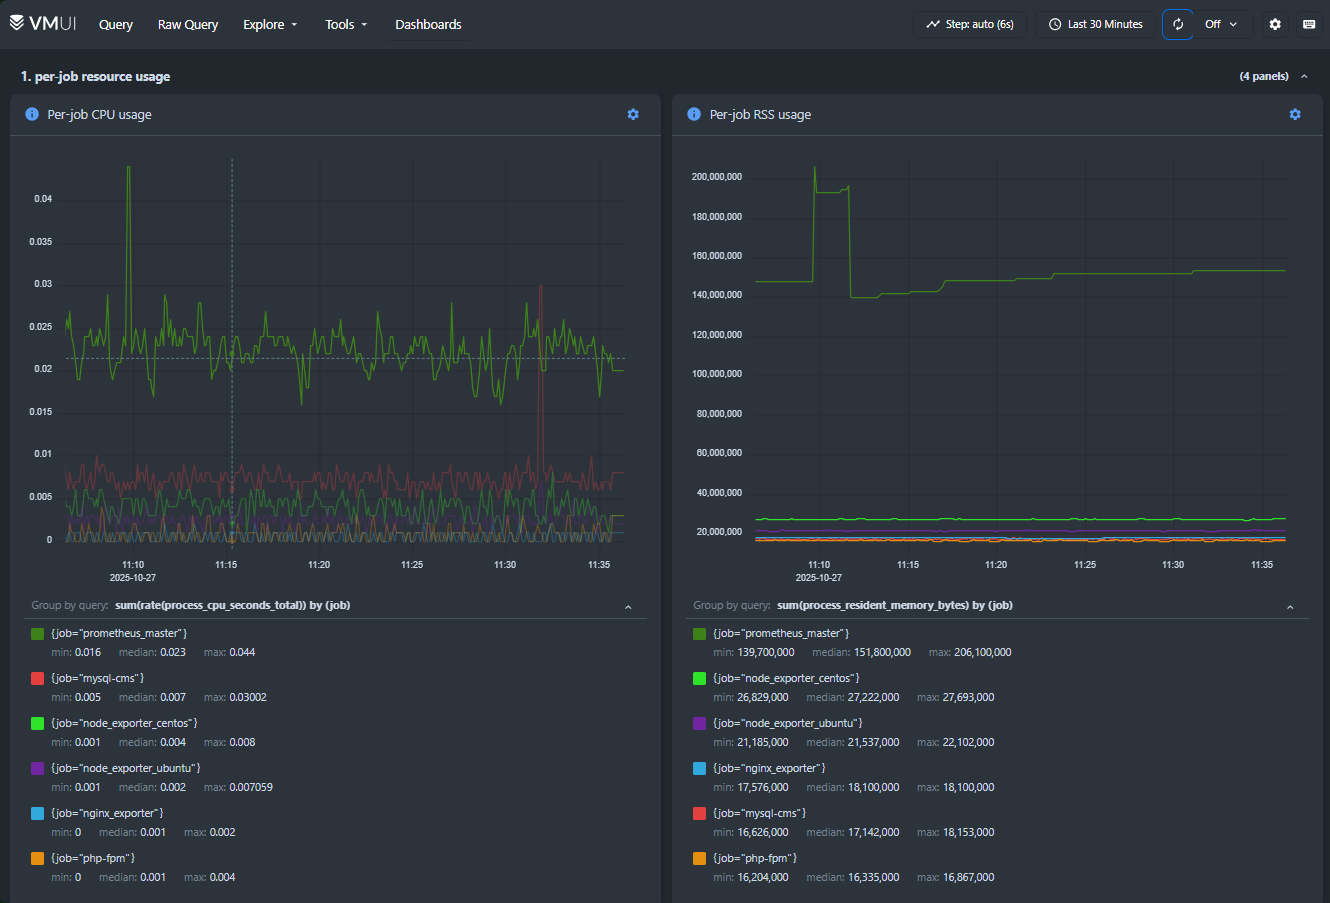 VMUI Query Raw Query Explore Tools Dashboards Step: auto (6s) Last 30 Minutes Off
1. per-job resource usage (4 panels)
Per-job CPU usage
0.04
0.035
0.03
0.025
0.02
0.015
0.01
0.005
0
11:10 11:15 11:20 11:25 11:30 11:35
2025-10-27
Group by query: sum(rate(process_cpu_seconds_total)) by (job)
{job="prometheus_master"}
min: 0.016 median: 0.023 max: 0.044
{job="mysql-cms"}
min: 0.005 median: 0.007 max: 0.03002
{job="node_exporter_centos"}
min: 0.001 median: 0.004 max: 0.008
{job="node_exporter_ubuntu"}
min: 0.001 median: 0.002 max: 0.007059
{job="nginx_exporter"}
min: 0 median: 0.001 max: 0.002
{job="php-fpm"}
min: 0 median: 0.001 max: 0.004
Per-job RSS usage
200,000,000
180,000,000
160,000,000
140,000,000
120,000,000
100,000,000
80,000,000
60,000,000
40,000,000
20,000,000
11:10 11:15 11:20 11:25 11:30 11:35
2025-10-27
Group by query: sum(process_resident_memory_bytes) by (job)
{job="prometheus_master"}
min: 139,700,000 median: 151,800,000 max: 206,100,000
{job="node_exporter_centos"}
min: 26,829,000 median: 27,222,000 max: 27,693,000
{job="node_exporter_ubuntu"}
min: 21,185,000 median: 21,537,000 max: 22,102,000
{job="nginx_exporter"}
min: 17,576,000 median: 18,100,000 max: 18,100,000
{job="mysql-cms"}
min: 16,626,000 median: 17,142,000 max: 18,153,000
{job="php-fpm"}
min: 16,204,000 median: 16,335,000 max: 16,867,000